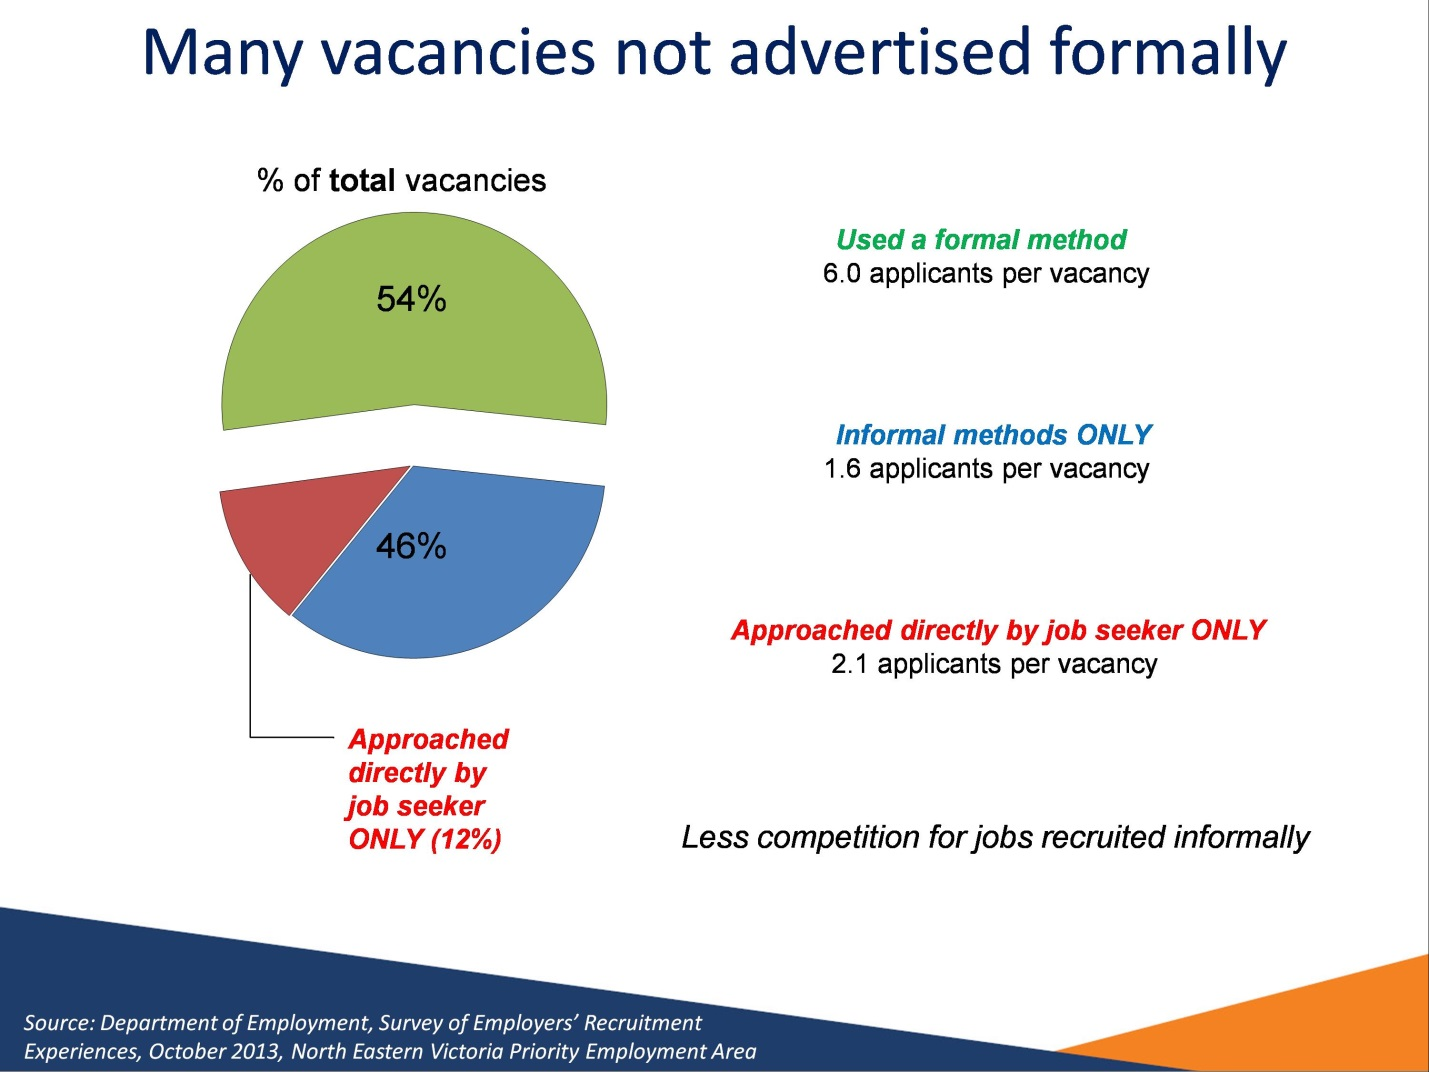 Many vacancies not advertised formally
% of total vacancies
54%
46%
Approached
directly by
job seeker
ONLY (12%)
Used a formal method
6.0 applicants per vacancy
Informal methods ONLY
1.6 applicants per vacancy
Approached directly by job seeker ONLY
2.1 applicants per vacancy
Less competition for jobs recruited informally
Source: Department of Employment, Survey of Employers’ Recruitment
Experiences, October 2013, North Eastern Victoria Priority Employment Area